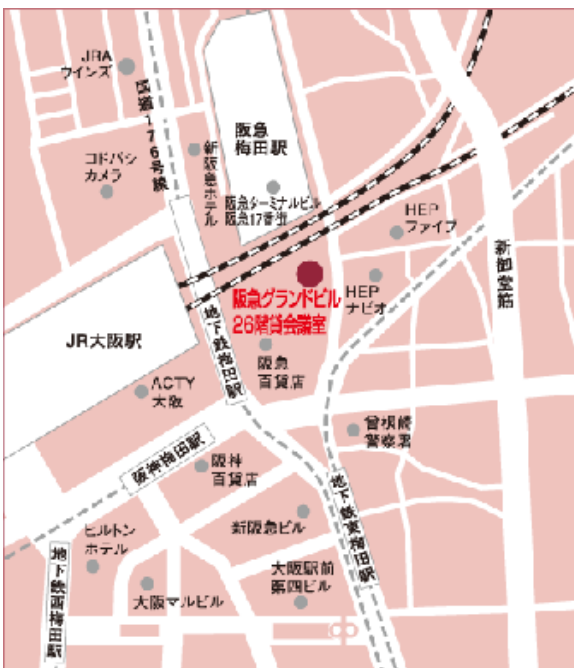 JRA
ウインズ
国道176号線
阪急
梅田駅
ヨドバシ
カメラ
新阪急ホテル
阪急ターミナルビル
阪急17番街
HEP
ファイブ
新御堂筋
阪急グランドビル
26階貸会議室
HEP
ナビオ
JR大阪駅
地下鉄梅田駅
阪急
百貨店
ACTY
大阪
曽根崎
警察署
阪神梅田駅
阪神
百貨店
地下鉄東梅田駅
新阪急ビル
ヒルトン
ホテル
地下鉄西梅田駅
大阪マルビル
大阪駅前
第四ビル